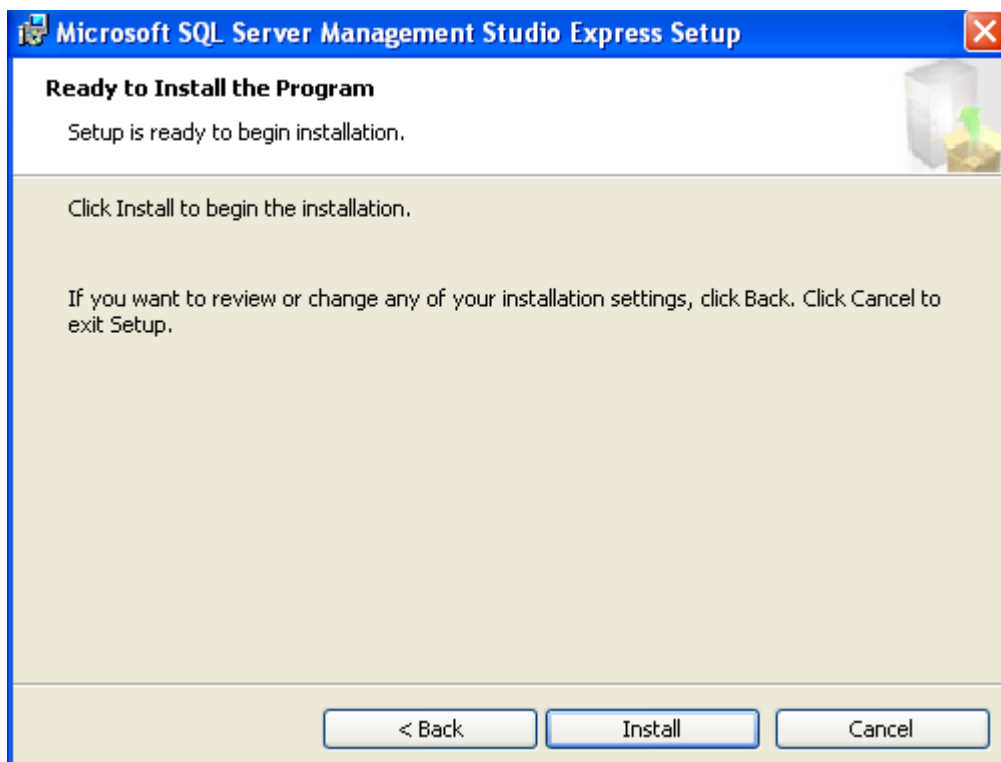 Microsoft SQL Server Management Studio Express Setup
Ready to Install the Program
Setup is ready to begin installation.
Click Install to begin the installation.
If you want to review or change any of your installation settings, click Back. Click Cancel to
exit Setup.
< Back
Install
Cancel